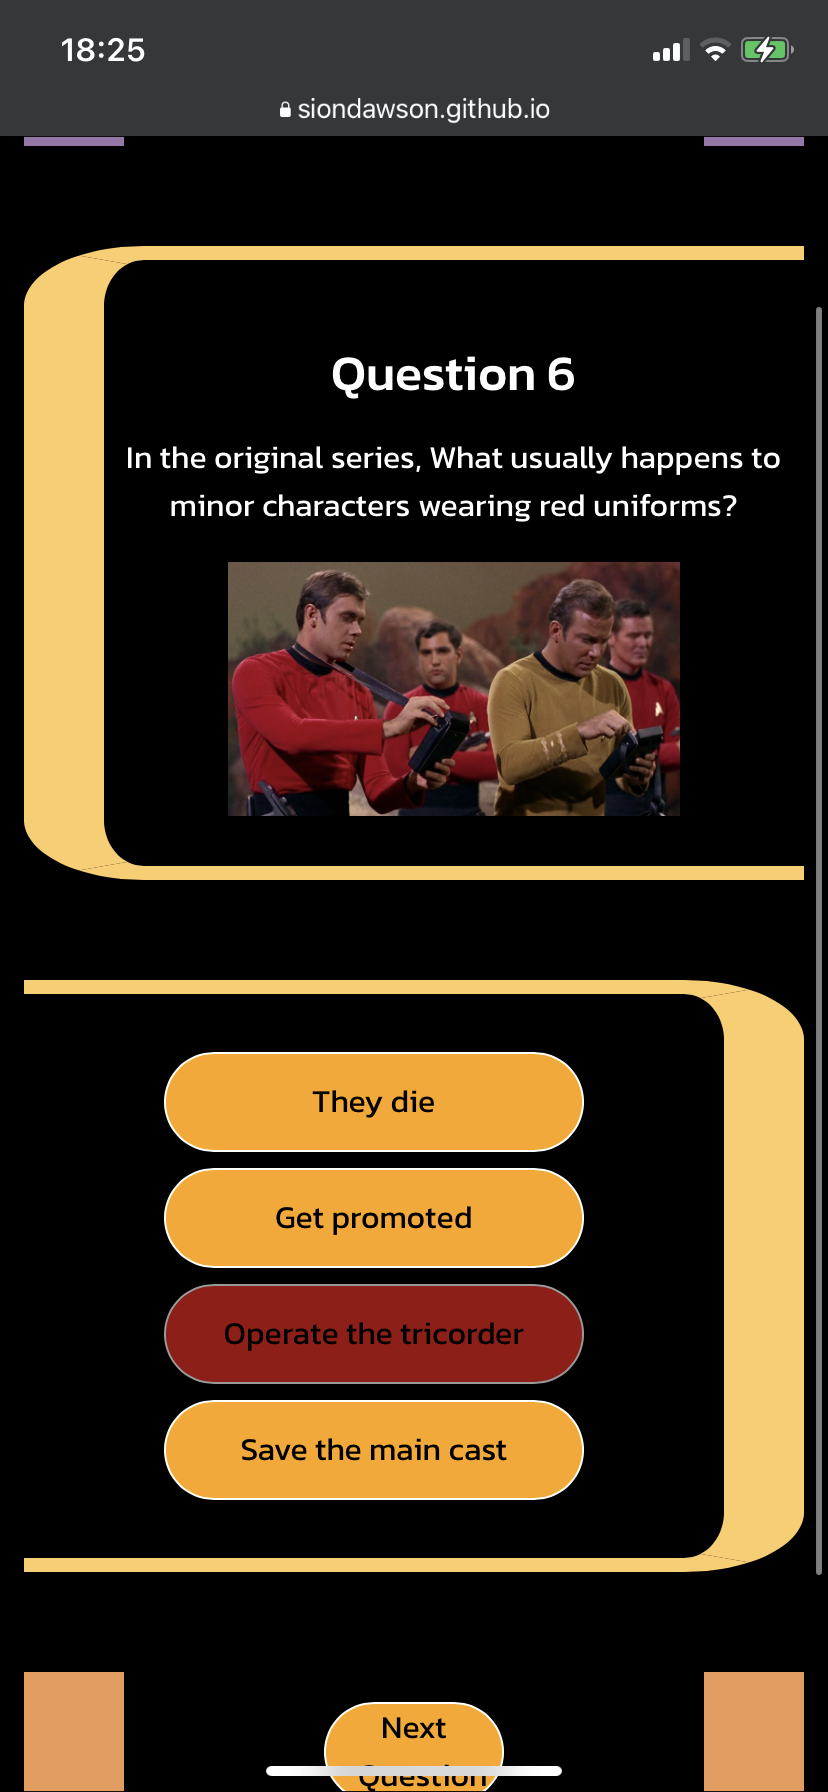 18:25
siondawson.github.io
Question 6
In the original series, What usually happens to
minor characters wearing red uniforms?
They die
Get promoted
Operate the tricorder
Save the main cast
Next
Question